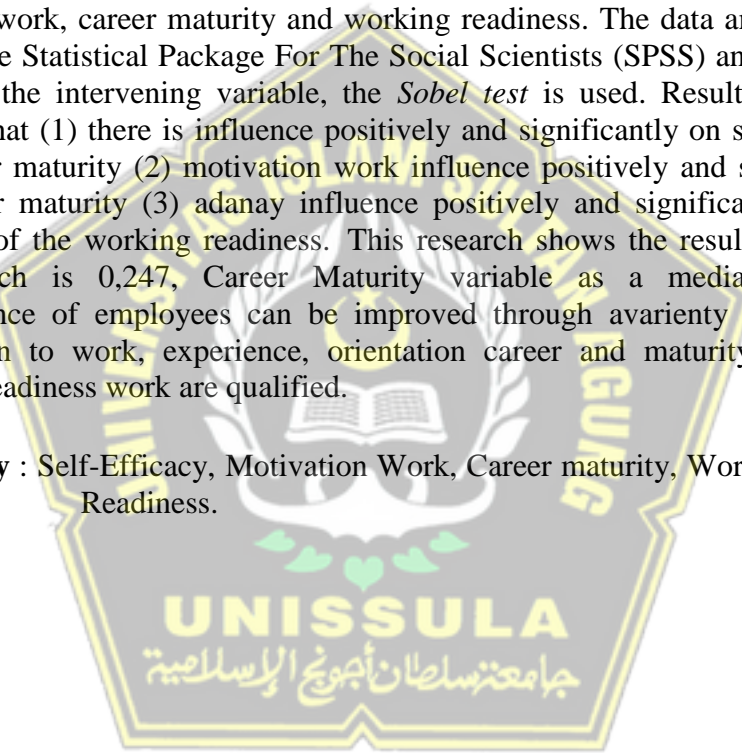 work, career maturity and working readiness. The data an
e Statistical Package For The Social Scientists (SPSS) an
the intervening variable, the Sobel test is used. Result
hat (1) there is influence positively and significantly on s
r maturity (2) motivation work influence positively and s
r maturity (3) adanay influence positively and significa
of the working readiness. This research shows the resul
ch is 0,247, Career Maturity variable as a media
nce of employees can be improved through avarienty
n to work, experience, orientation career and maturity
eadiness work are qualified.
y : Self-Efficacy, Motivation Work, Career maturity, Wor
Readiness.
UNIVERSITAS ISLAM SULTAN AGUNG
UNISSULA
جامعة سلطان أجونج الإسلامية